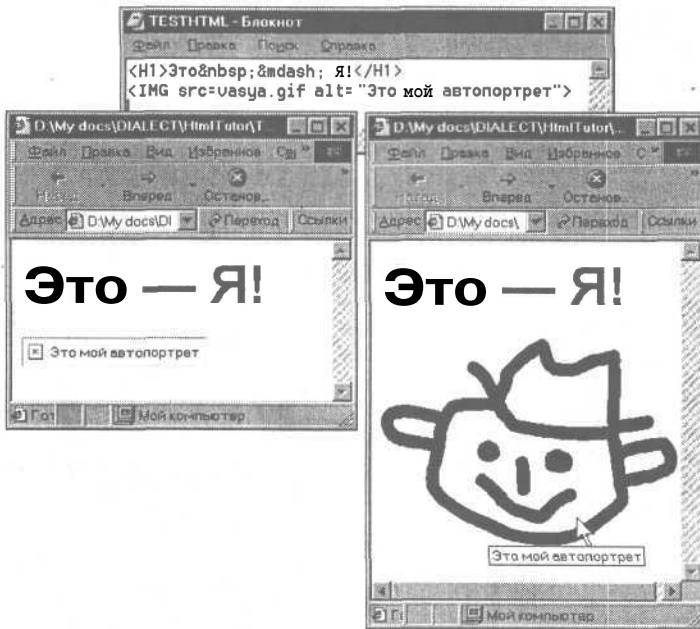 TESTHTML - Блокнот
Файл Правка Поиск Справка
<H1>Это&nbsp;&mdash; Я!</H1>
<IMG src=vasya.gif alt="Это мой автопортрет">
D:\My docs\DIALECT\HtmlTutor\T...
Файл Правка Вид Избранное
Назад Вперед Останов...
Адрес D:\My docs\DI Переход Ссылки
Это — Я!
Это мой автопортрет
Мой компьютер
D:\My docs\DIALECT\HtmlTutor\...
Файл Правка Вид Избранное С
Вперед Останов...
Адрес D:\My docs\ Переход Ссылки
Это — Я!
Это мой автопортрет
Мой компьютер